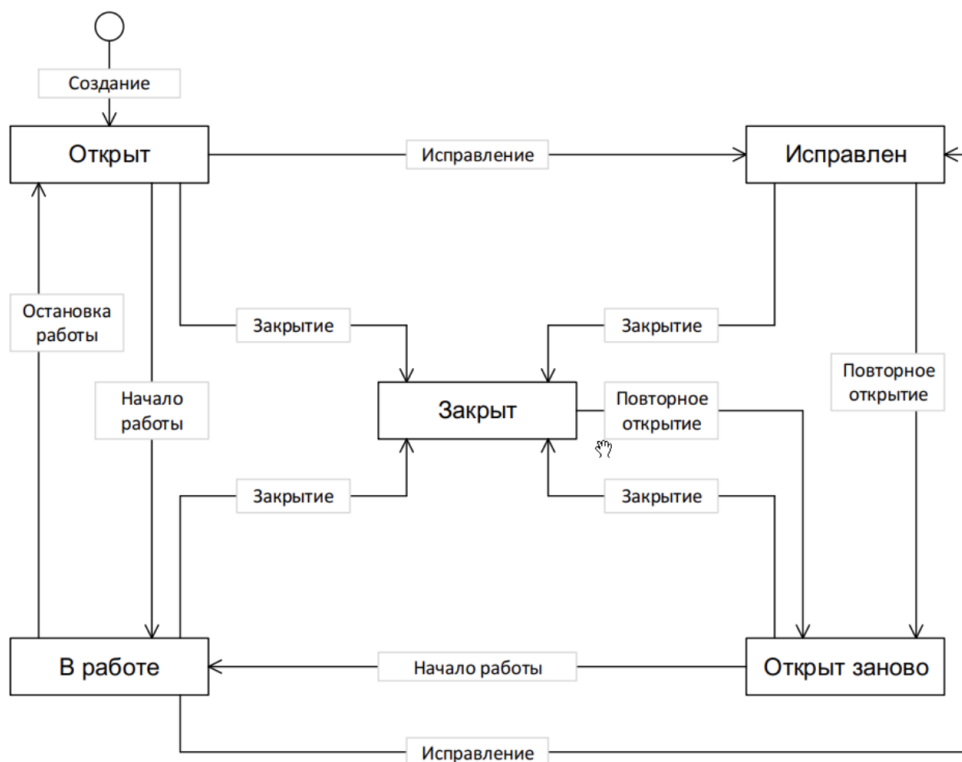 Создание
Открыт
Исправление
Исправлен
Остановка
работы
Закрытие
Закрытие
Начало
работы
Закрыт
Повторное
открытие
Повторное
открытие
Закрытие
Закрытие
В работе
Начало работы
Открыт заново
Исправление